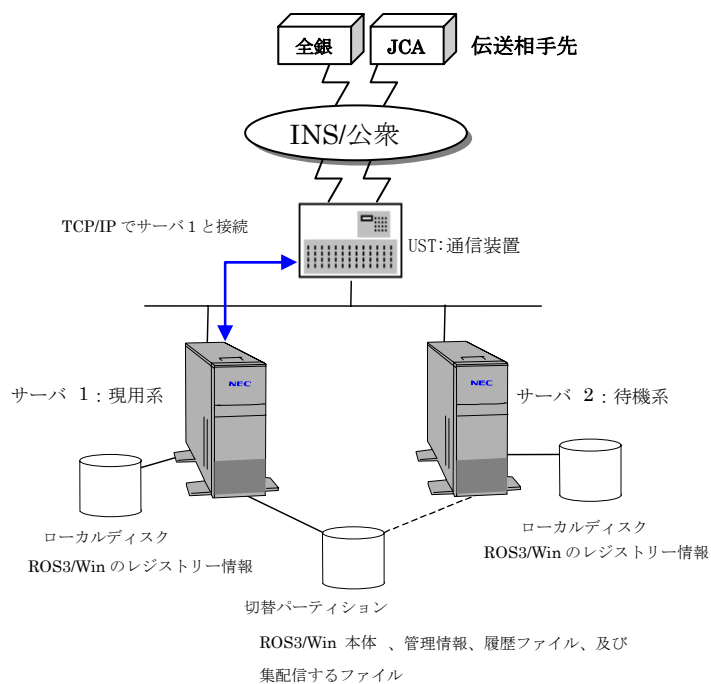 全銀
JCA
伝送相手先
INS/公衆
TCP/IP でサーバ１と接続
UST:通信装置
NEC
NEC
サーバ 1：現用系
サーバ 2：待機系
ローカルディスク
ROS3/Win のレジストリー情報
ローカルディスク
ROS3/Win のレジストリー情報
切替パーティション
ROS3/Win 本体 、管理情報、履歴ファイル、及び
集配信するファイル